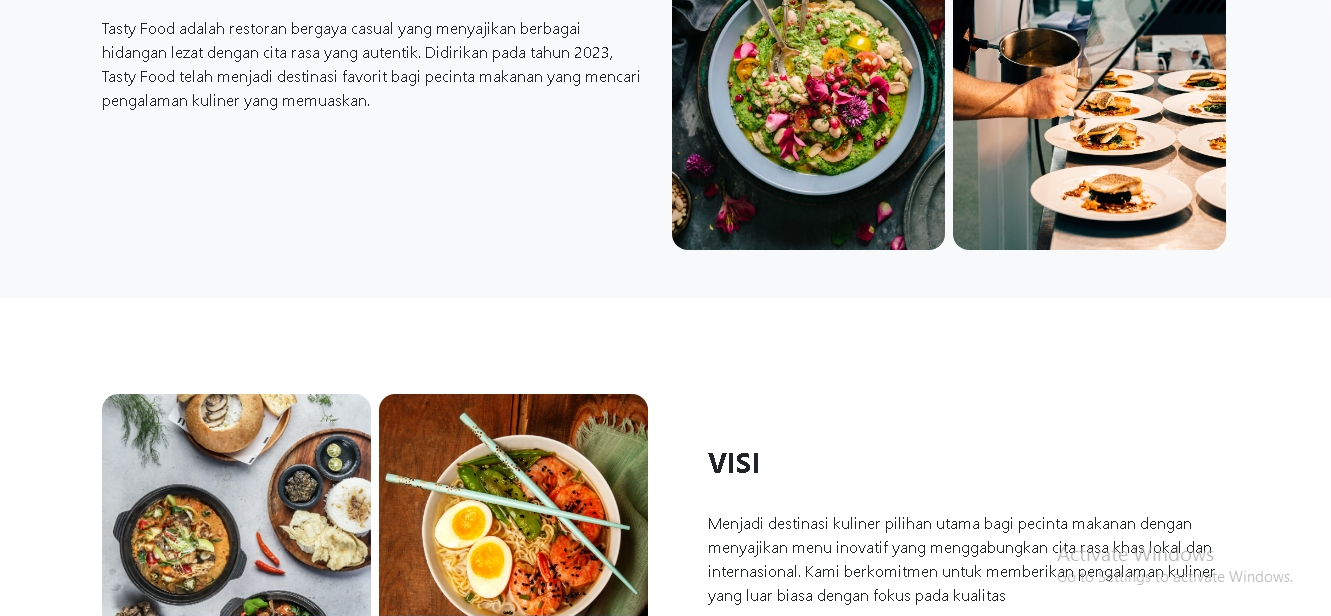 Tasty Food adalah restoran bergaya casual yang menyajikan berbagai
hidangan lezat dengan cita rasa yang autentik. Didirikan pada tahun 2023,
Tasty Food telah menjadi destinasi favorit bagi pecinta makanan yang mencari
pengalaman kuliner yang memuaskan.
VISI
Menjadi destinasi kuliner pilihan utama bagi pecinta makanan dengan
menyajikan menu inovatif yang menggabungkan cita rasa khas lokal dan
internasional. Kami berkomitmen untuk memberikan pengalaman kuliner
yang luar biasa dengan fokus pada kualitas
Activate Windows
Go to Settings to activate Windows.